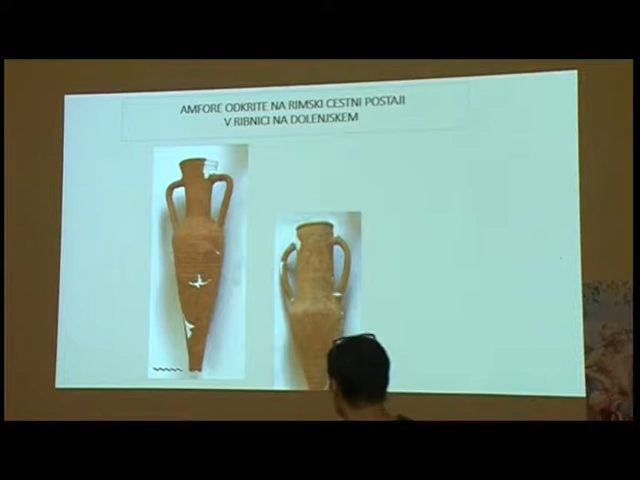 AMFORE ODKRITE NA RIMSKI CESTNI POSTAJI
V RIBNICI NA DOLENJSKEM